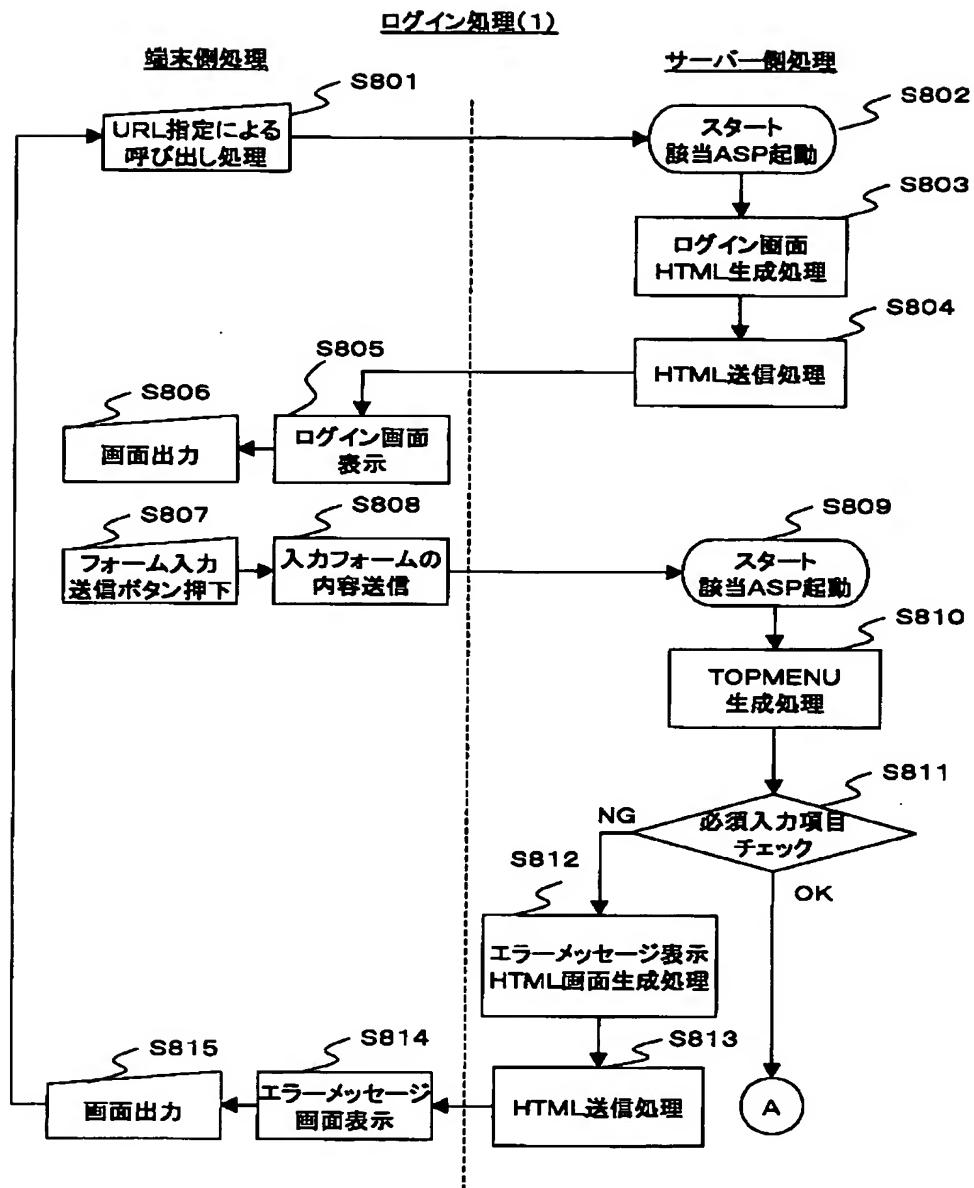 ログイン処理(1)
端末側処理
サーバー側処理
S801
URL指定による
呼び出し処理
S802
スタート
該当ASP起動
S803
ログイン画面
HTML生成処理
S804
HTML送信処理
S805
ログイン画面
表示
S806
画面出力
S807
フォーム入力
送信ボタン押下
S808
入力フォームの
内容送信
S809
スタート
該当ASP起動
S810
TOPMENU
生成処理
S811
必須入力項目
チェック
NG
OK
S812
エラーメッセージ表示
HTML画面生成処理
S813
HTML送信処理
S814
エラーメッセージ
画面表示
S815
画面出力
A